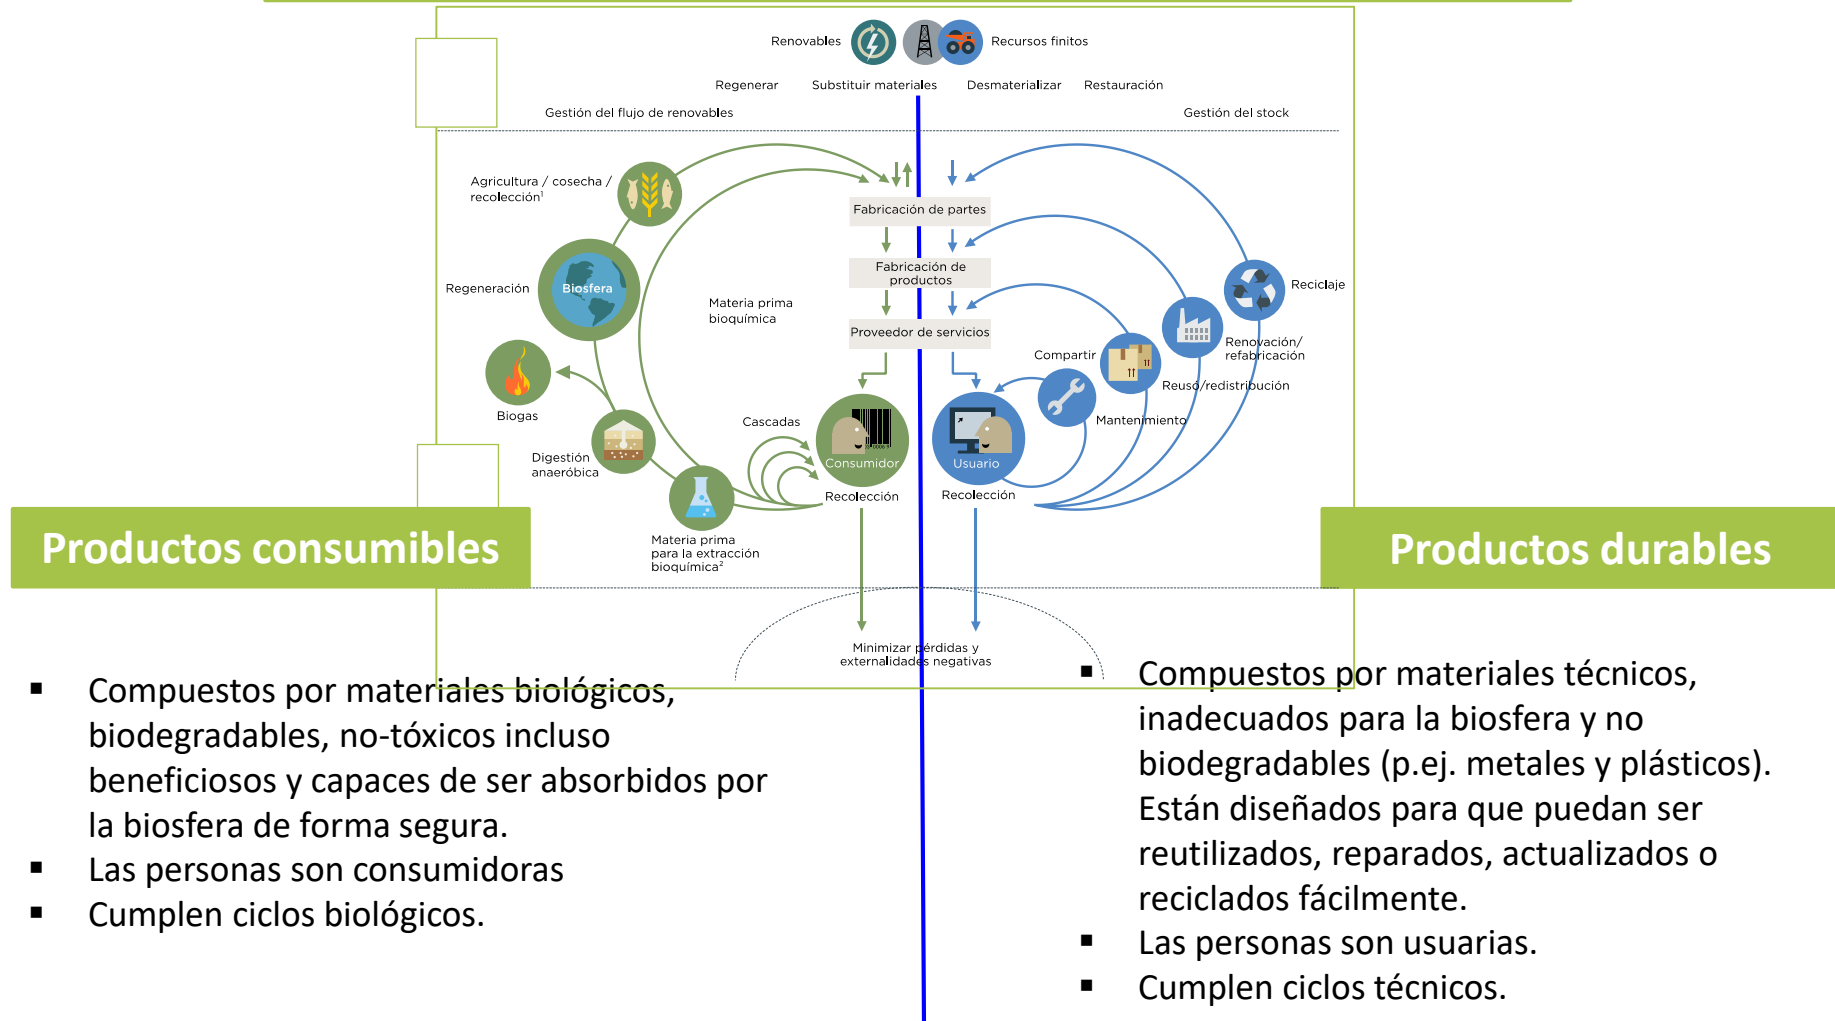 Renovables
Recursos finitos
Regenerar
Substituir materiales
Desmaterializar
Restauración
Gestión del flujo de renovables
Gestión del stock
Agricultura / cosecha /
recolección¹
Regeneración
Biosfera
Biogas
Digestión
anaeróbica
Materia prima
para la extracción
bioquímica²
Materia prima
bioquímica
Cascadas
Fabricación de partes
Fabricación de
productos
Proveedor de servicios
Consumidor
Recolección
Usuario
Recolección
Compartir
Mantenimiento
Reuso/redistribución
Renovación/
refabricación
Reciclaje
Minimizar pérdidas y
externalidades negativas
Productos consumibles
▪ Compuestos por materiales biológicos,
biodegradables, no-tóxicos incluso
beneficiosos y capaces de ser absorbidos por
la biosfera de forma segura.
▪ Las personas son consumidoras
▪ Cumplen ciclos biológicos.
Productos durables
▪ Compuestos por materiales técnicos,
inadecuados para la biosfera y no
biodegradables (p.ej. metales y plásticos).
Están diseñados para que puedan ser
reutilizados, reparados, actualizados o
reciclados fácilmente.
▪ Las personas son usuarias.
▪ Cumplen ciclos técnicos.